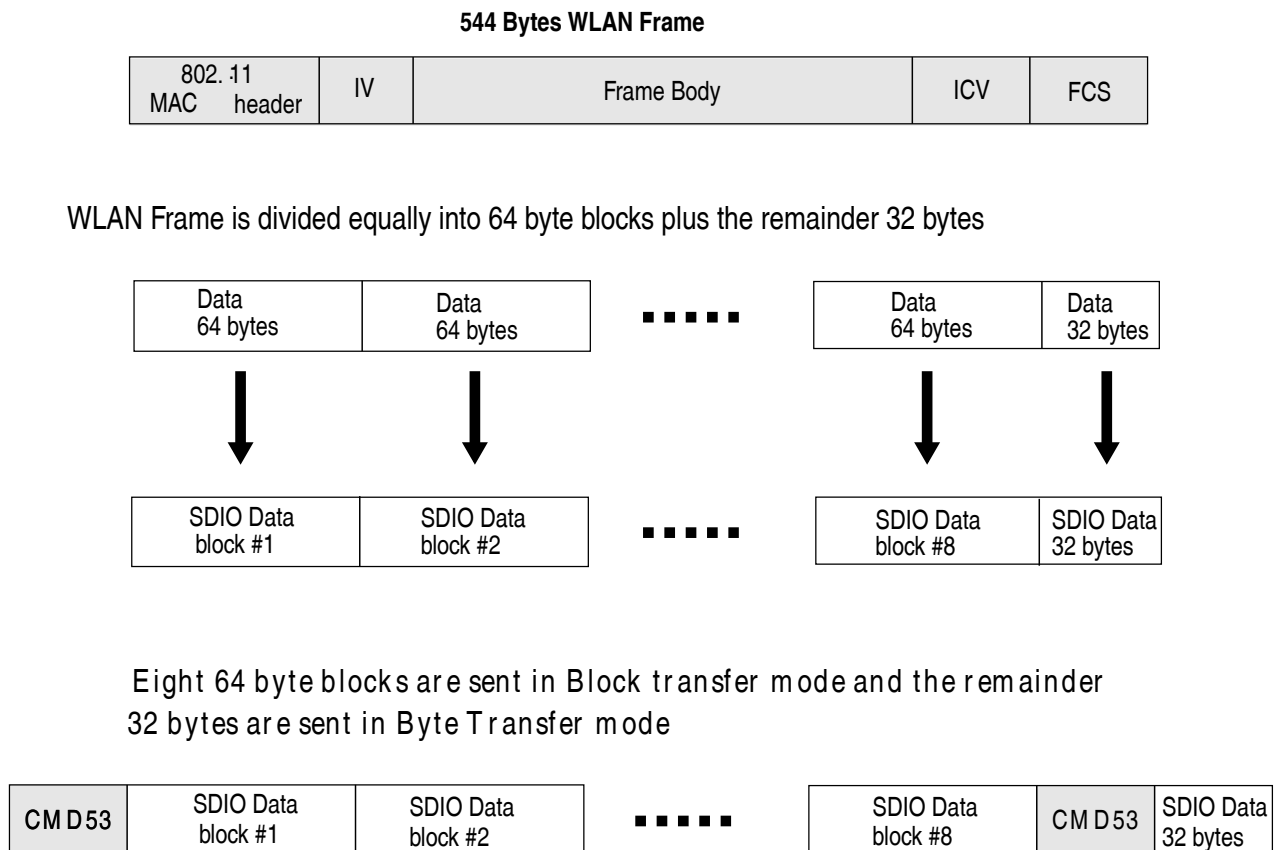 544 Bytes WLAN Frame
802.11
MAC header
IV
Frame Body
ICV
FCS
WLAN Frame is divided equally into 64 byte blocks plus the remainder 32 bytes
Data
64 bytes
Data
64 bytes
Data
64 bytes
Data
32 bytes
SDIO Data
block #1
SDIO Data
block #2
SDIO Data
block #8
SDIO Data
32 bytes
Eight 64 byte blocks are sent in Block transfer mode and the remainder
32 bytes are sent in Byte Transfer mode
CMD53
SDIO Data
block #1
SDIO Data
block #2
SDIO Data
block #8
CMD53
SDIO Data
32 bytes